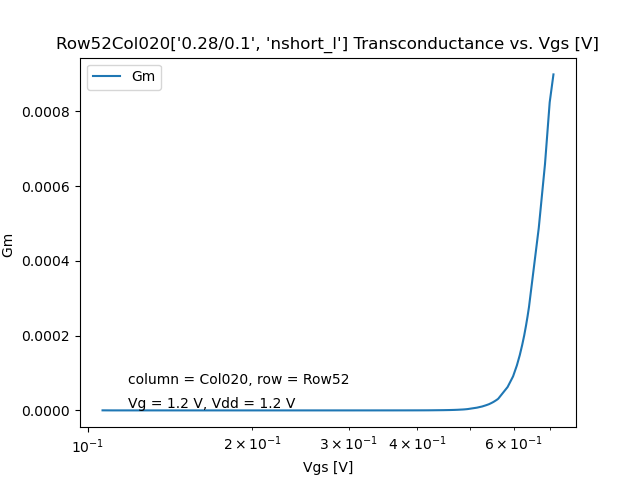 Row52Col020['0.28/0.1', 'nshort_l'] Transconductance vs. Vgs [V]
Gm
0.0008
0.0006
0.0004
0.0002
0.0000
Gm
column = Col020, row = Row52
Vg = 1.2 V, Vdd = 1.2 V
10⁻¹ 2 × 10⁻¹ 3 × 10⁻¹ 4 × 10⁻¹ 6 × 10⁻¹
Vgs [V]